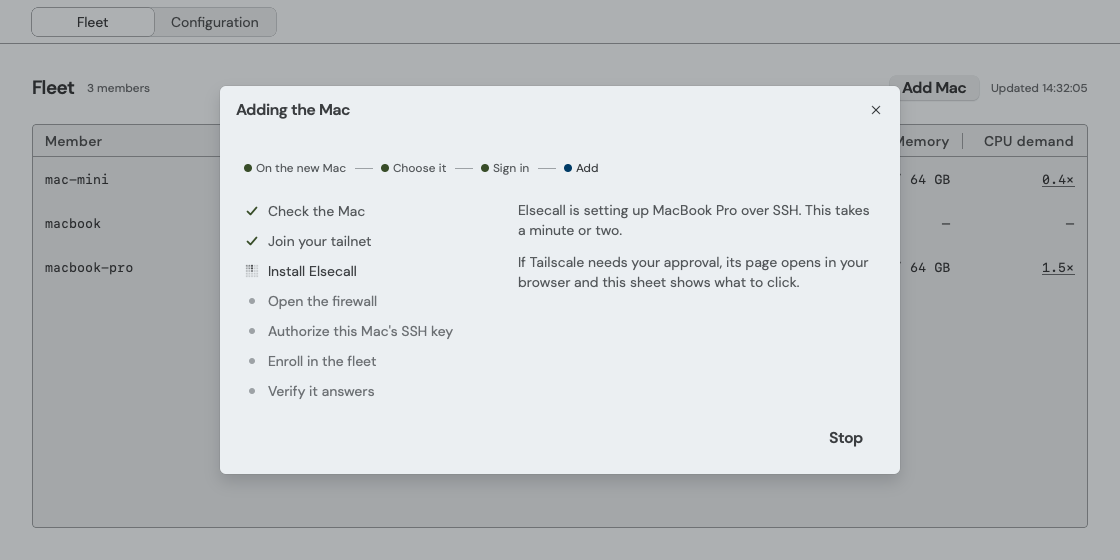 Fleet
Configuration
Fleet
3 members
Add Mac
Updated 14:32:05
Member
Memory
CPU demand
mac-mini
64 GB
0.4×
macbook
—
—
macbook-pro
64 GB
1.5×
Adding the Mac
×
On the new Mac
Choose it
Sign in
Add
Check the Mac
Join your tailnet
Install Elsecall
Open the firewall
Authorize this Mac's SSH key
Enroll in the fleet
Verify it answers
Elsecall is setting up MacBook Pro over SSH. This takes
a minute or two.
If Tailscale needs your approval, its page opens in your
browser and this sheet shows what to click.
Stop